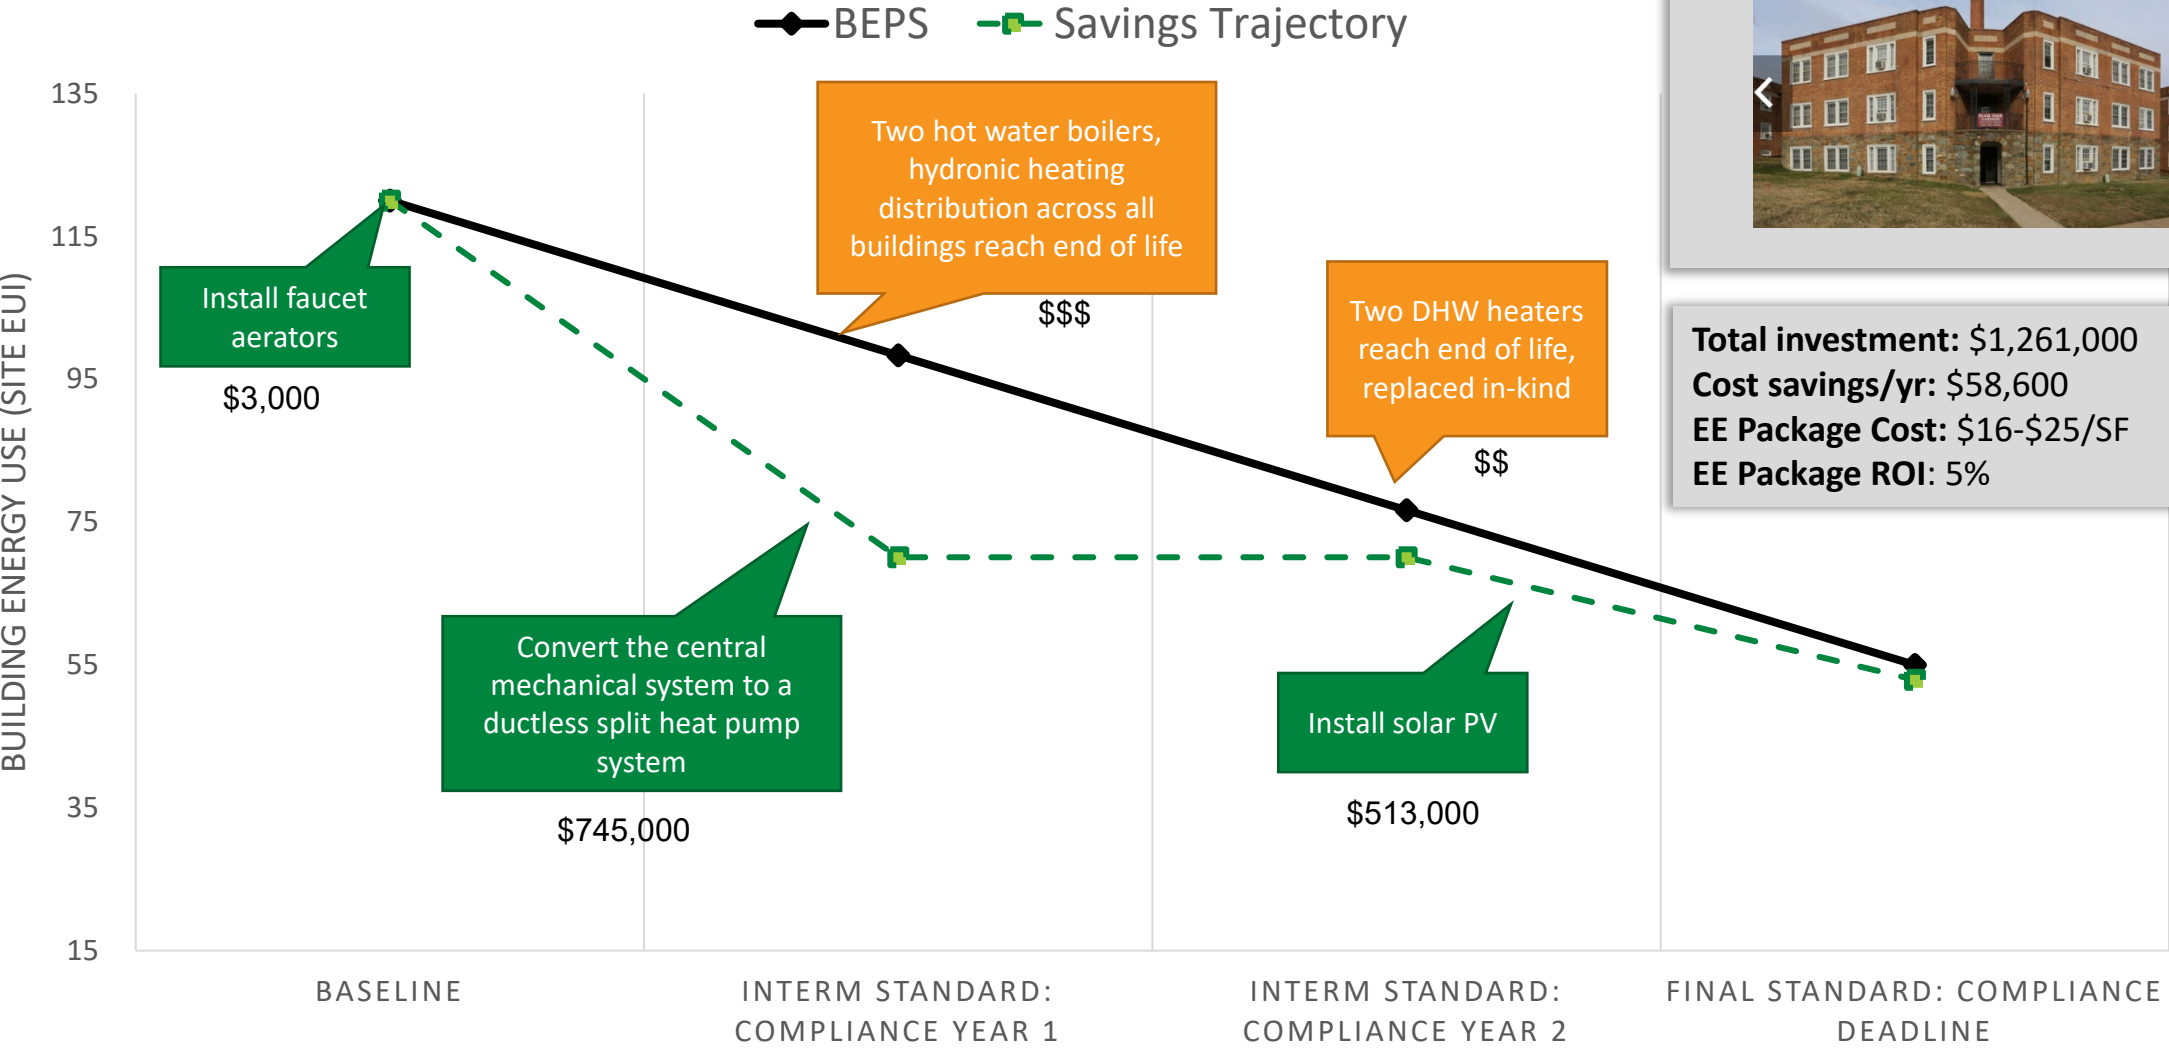 BEPS
Savings Trajectory
135
115
95
75
55
35
15
BUILDING ENERGY USE (SITE EUI)
Install faucet
aerators
$3,000
Two hot water boilers,
hydronic heating
distribution across all
buildings reach end of life
$$$
Convert the central
mechanical system to a
ductless split heat pump
system
$745,000
Two DHW heaters
reach end of life,
replaced in-kind
$$
Install solar PV
$513,000
Total investment: $1,261,000
Cost savings/yr: $58,600
EE Package Cost: $16-$25/SF
EE Package ROI: 5%
BASELINE
INTERM STANDARD:
COMPLIANCE YEAR 1
INTERM STANDARD:
COMPLIANCE YEAR 2
FINAL STANDARD: COMPLIANCE
DEADLINE